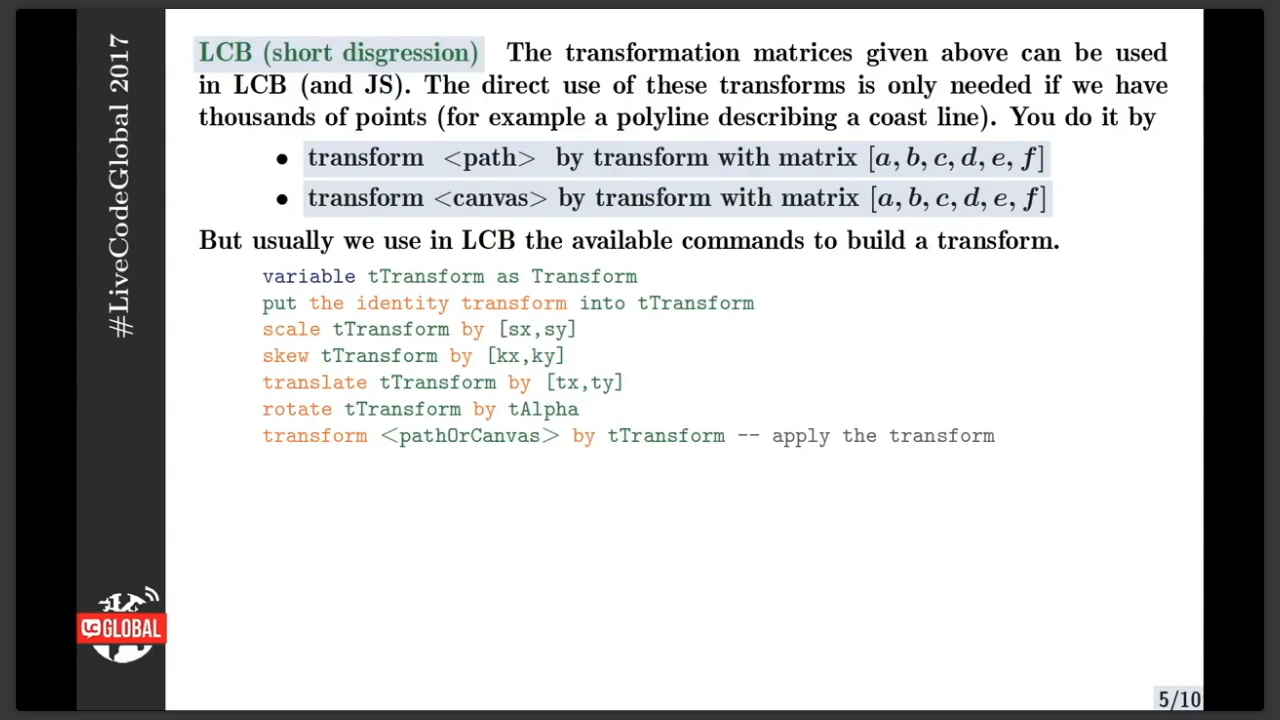 #LiveCodeGlobal 2017
LCB (short disgression) The transformation matrices given above can be used
in LCB (and JS). The direct use of these transforms is only needed if we have
thousands of points (for example a polyline describing a coast line). You do it by
• transform <path> by transform with matrix [a, b, c, d, e, f]
• transform <canvas> by transform with matrix [a, b, c, d, e, f]
But usually we use in LCB the available commands to build a transform.
variable tTransform as Transform
put the identity transform into tTransform
scale tTransform by [sx,sy]
skew tTransform by [kx,ky]
translate tTransform by [tx,ty]
rotate tTransform by tAlpha
transform <pathOrCanvas> by tTransform -- apply the transform
LC GLOBAL
5/10